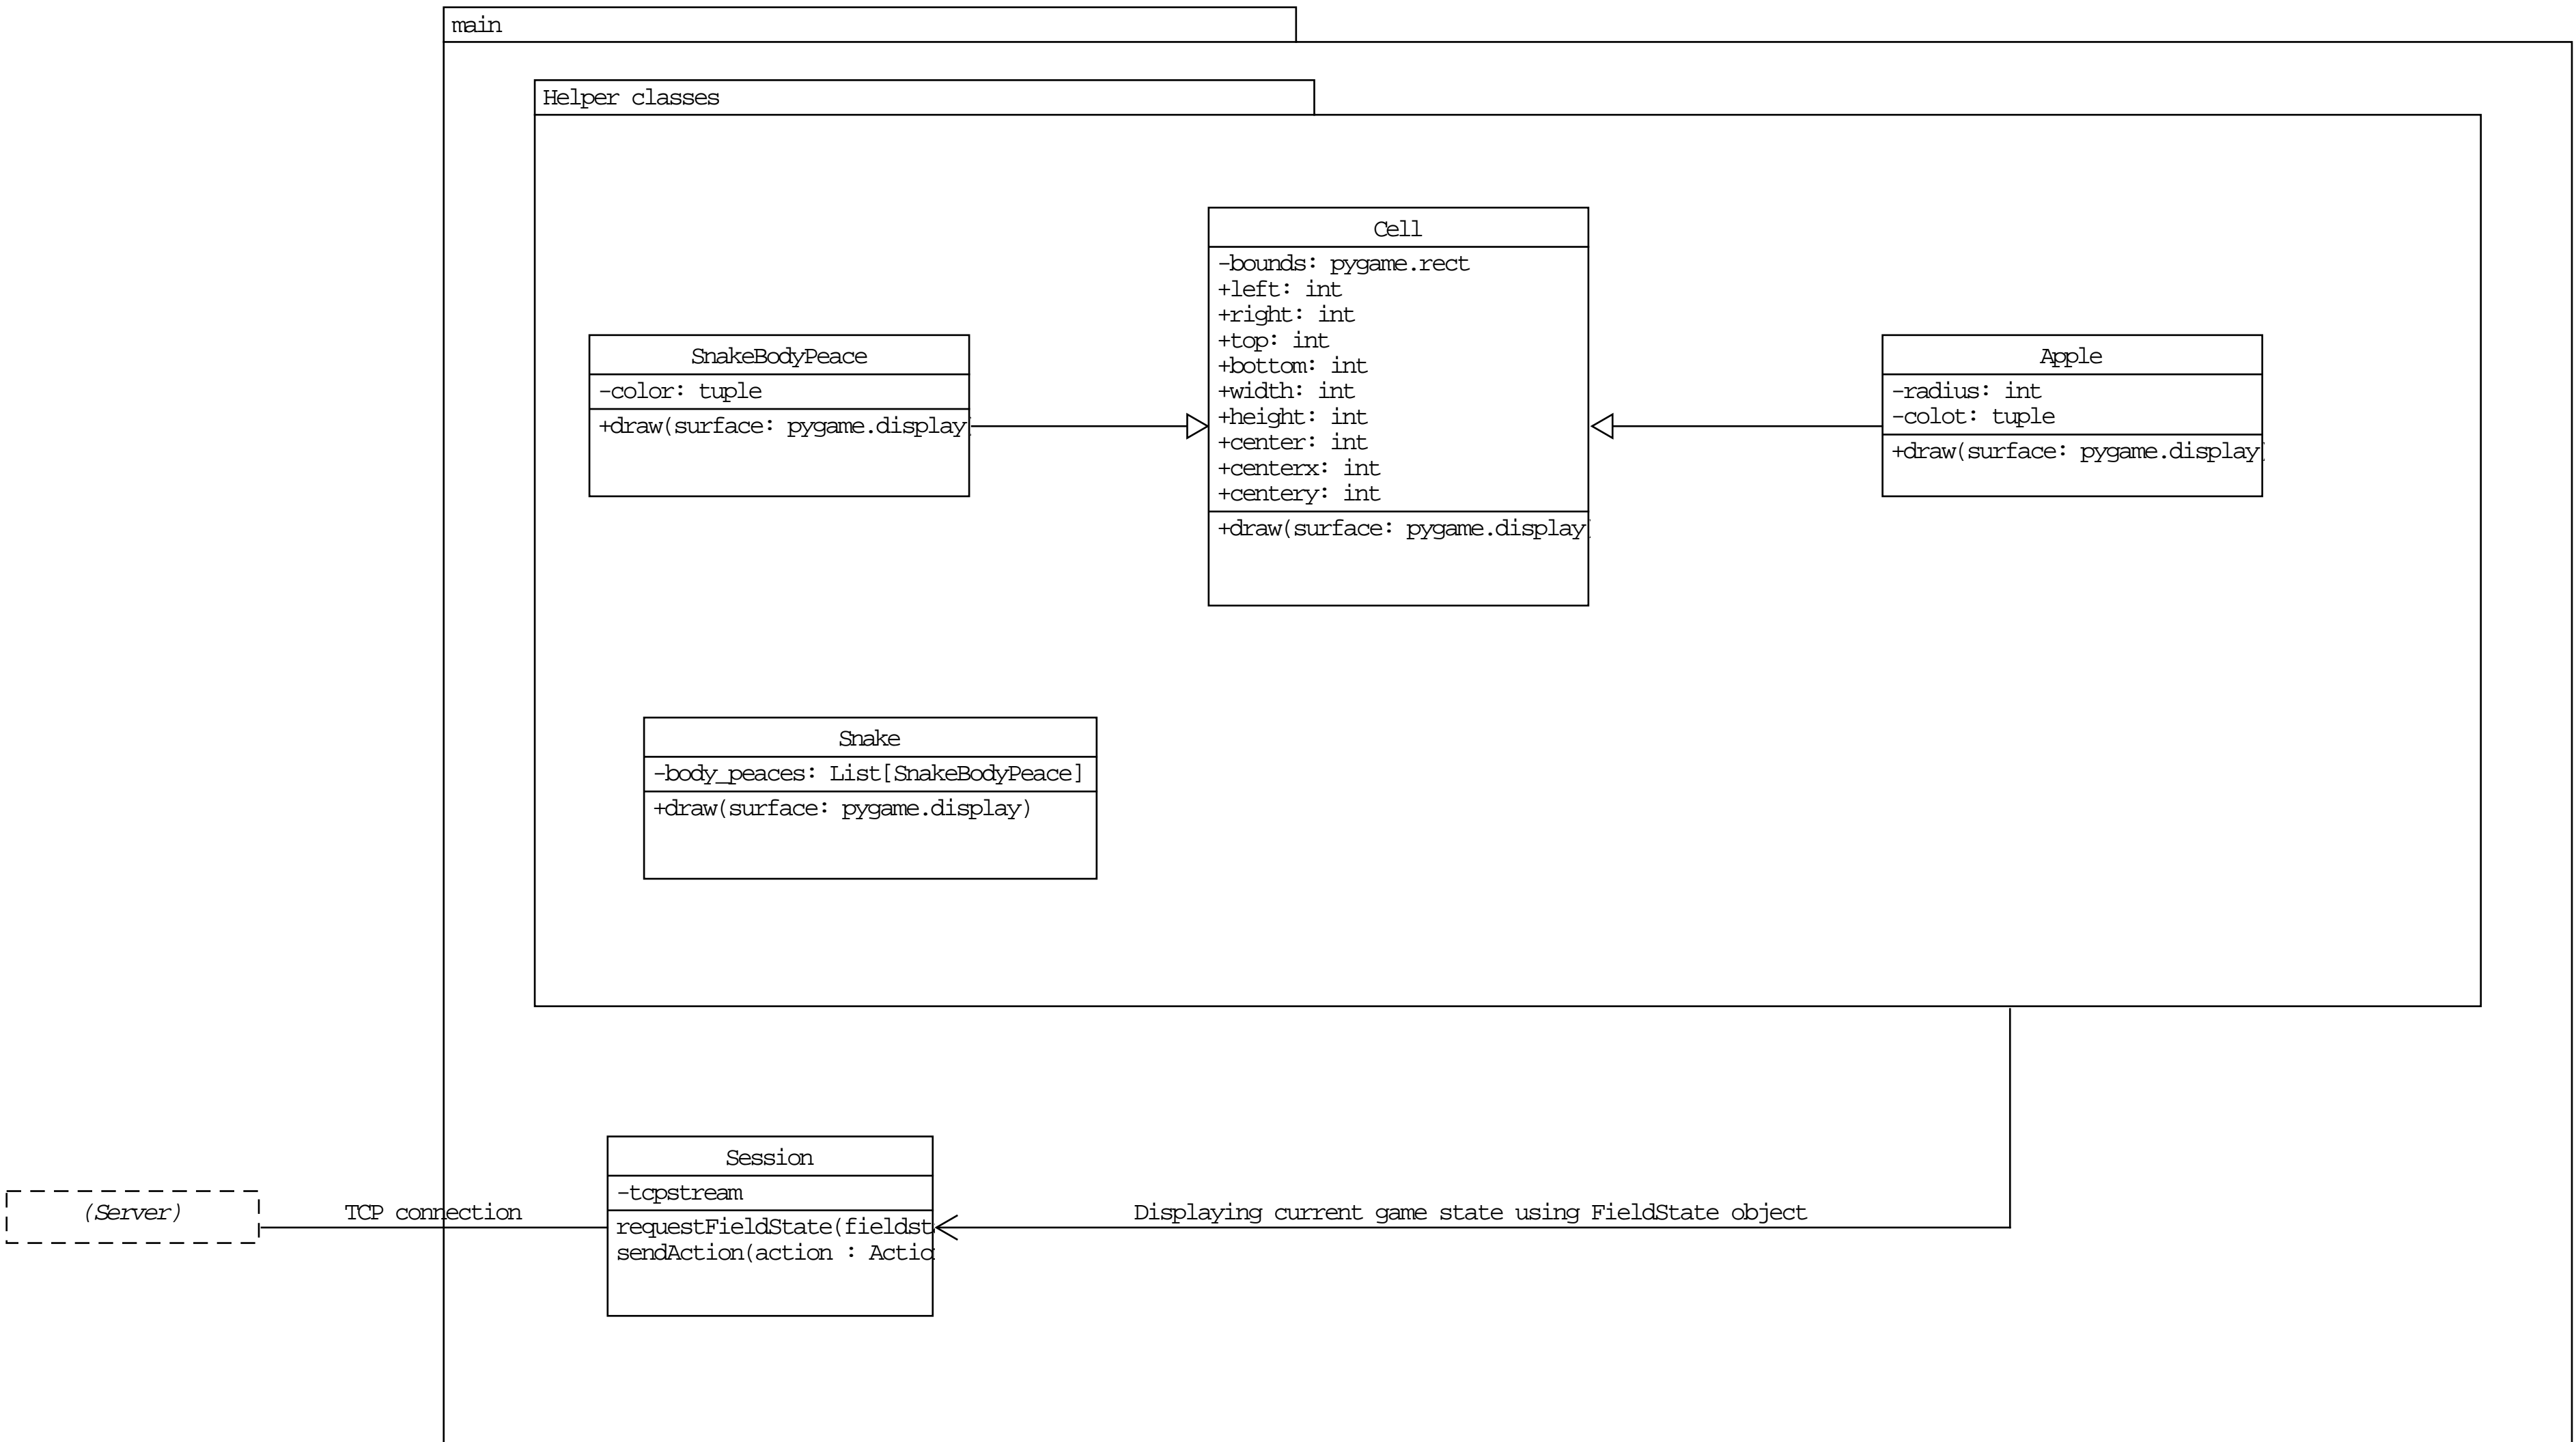 main
Helper classes
Cell
-bounds: pygame.rect
+left: int
+right: int
+top: int
+bottom: int
+width: int
+height: int
+center: int
+centerx: int
+centery: int
+draw(surface: pygame.display
SnakeBodyPeace
-color: tuple
+draw(surface: pygame.display
Apple
-radius: int
-colot: tuple
+draw(surface: pygame.display
Snake
-body_peaces: List[SnakeBodyPeace]
+draw(surface: pygame.display)
Session
-tcpstream
requestFieldState(fieldst
sendAction(action : Actio
(Server)
TCP connection
Displaying current game state using FieldState object